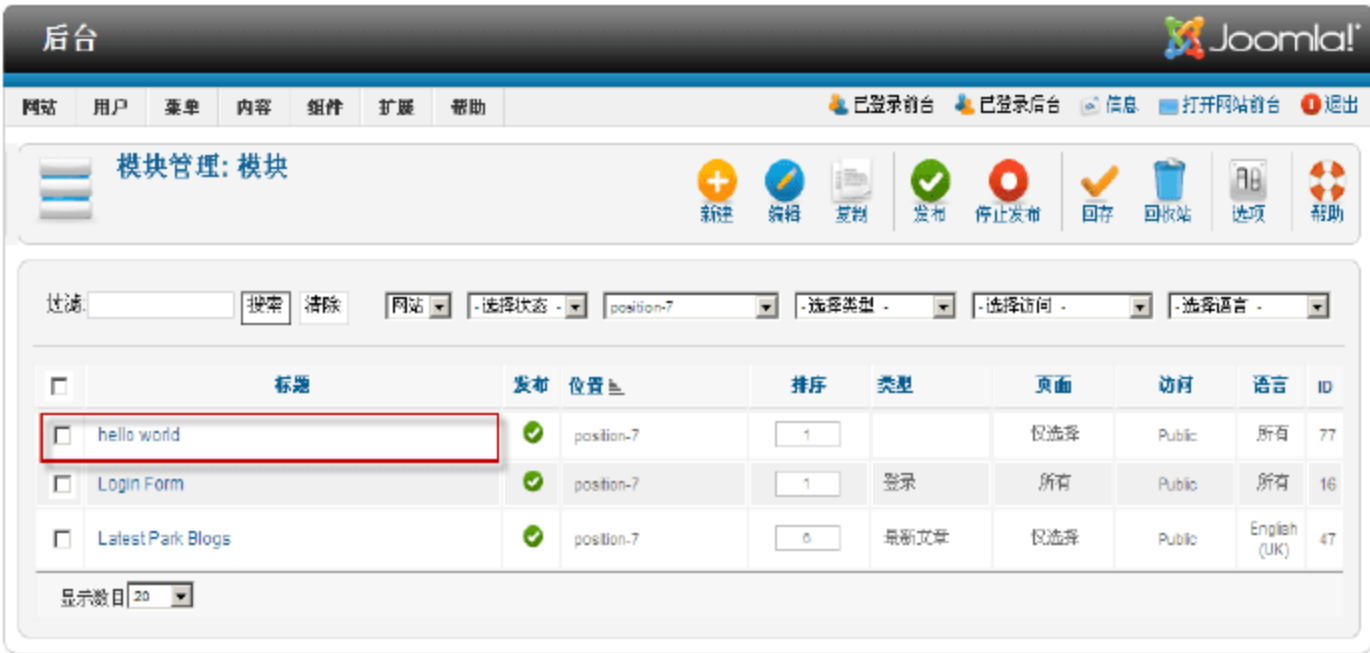 后台
Joomla!
网站 用户 菜单 内容 组件 扩展 帮助 已登录前台 已登录后台 信息 打开网站前台 退出
模块管理: 模块
新建 编辑 复制 发布 停止发布 回存 回收站 选项 帮助
过滤: 搜索 清除 网站 - 选择状态 - position-7 - 选择类型 - - 选择访问 - - 选择语言 -
标题 发布 位置 排序 类型 页面 访问 语言 ID
hello world position-7 1 仅选择 Public 所有 77
Login Form position-7 1 登录 所有 Public 所有 16
Latest Park Blogs position-7 6 最新文章 仅选择 Public English (UK) 47
显示数目 20